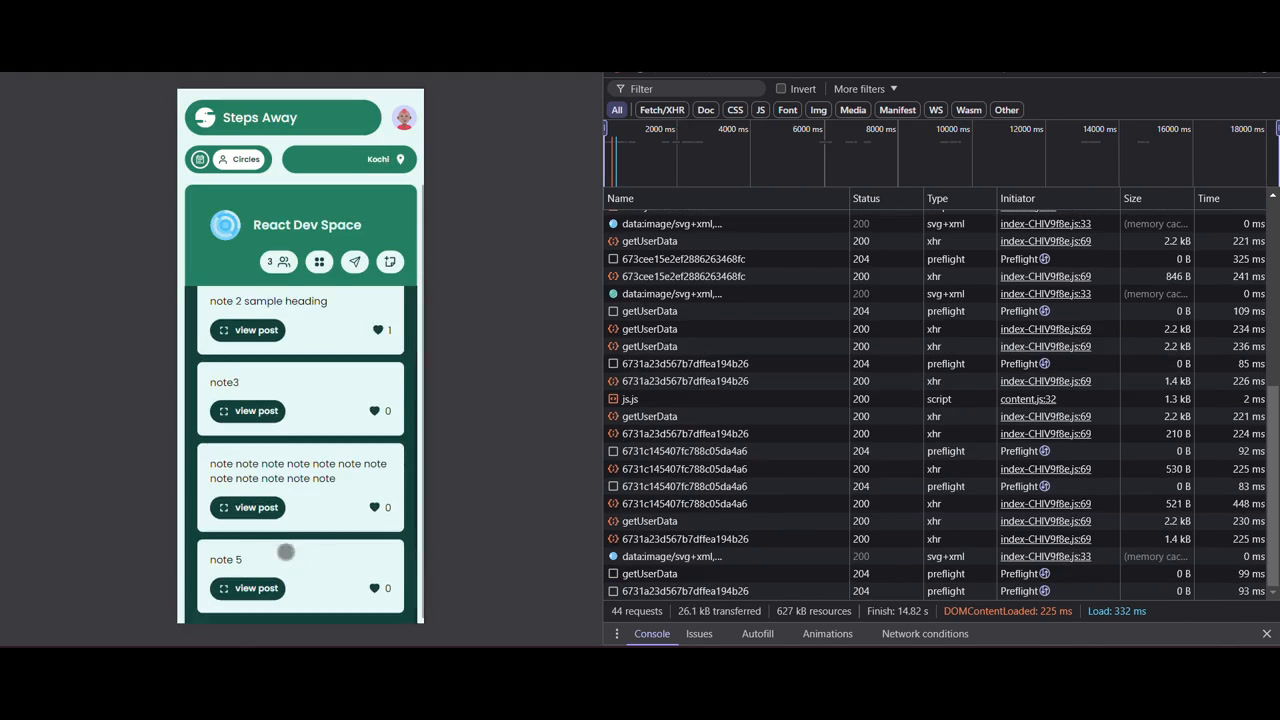 Steps Away
Circles
Kochi
React Dev Space
3
note 2 sample heading
view post
1
note3
view post
0
note note note note note note note
note note note note note
view post
0
note 5
view post
0
Filter
Invert
More filters
All Fetch/XHR Doc CSS JS Font Img Media Manifest WS Wasm Other
2000 ms 4000 ms 6000 ms 8000 ms 10000 ms 12000 ms 14000 ms 16000 ms 18000 ms
Name Status Type Initiator Size Time
data:image/svg+xml,... 200 svg+xml index-CHIV9f8e.js:33 (memory cac... 0 ms
getUserData 200 xhr index-CHIV9f8e.js:69 2.2 kB 221 ms
673cee15e2ef2886263468fc 204 preflight Preflight 0 B 325 ms
673cee15e2ef2886263468fc 200 xhr index-CHIV9f8e.js:69 846 B 241 ms
data:image/svg+xml,... 200 svg+xml index-CHIV9f8e.js:33 (memory cac... 0 ms
getUserData 204 preflight Preflight 0 B 109 ms
getUserData 200 xhr index-CHIV9f8e.js:69 2.2 kB 234 ms
getUserData 200 xhr index-CHIV9f8e.js:69 2.2 kB 236 ms
6731a23d567b7dffea194b26 204 preflight Preflight 0 B 85 ms
6731a23d567b7dffea194b26 200 xhr index-CHIV9f8e.js:69 1.4 kB 226 ms
js.js 200 script content.js:32 1.3 kB 2 ms
getUserData 200 xhr index-CHIV9f8e.js:69 2.2 kB 221 ms
6731a23d567b7dffea194b26 200 xhr index-CHIV9f8e.js:69 210 B 224 ms
6731c145407fc788c05da4a6 204 preflight Preflight 0 B 92 ms
6731c145407fc788c05da4a6 200 xhr index-CHIV9f8e.js:69 530 B 225 ms
6731c145407fc788c05da4a6 204 preflight Preflight 0 B 83 ms
6731c145407fc788c05da4a6 200 xhr index-CHIV9f8e.js:69 521 B 448 ms
getUserData 200 xhr index-CHIV9f8e.js:69 2.2 kB 230 ms
6731a23d567b7dffea194b26 200 xhr index-CHIV9f8e.js:69 1.4 kB 225 ms
data:image/svg+xml,... 200 svg+xml index-CHIV9f8e.js:33 (memory cac... 0 ms
getUserData 204 preflight Preflight 0 B 99 ms
6731a23d567b7dffea194b26 204 preflight Preflight 0 B 93 ms
44 requests 26.1 kB transferred 627 kB resources Finish: 14.82 s DOMContentLoaded: 225 ms Load: 332 ms
Console Issues Autofill Animations Network conditions